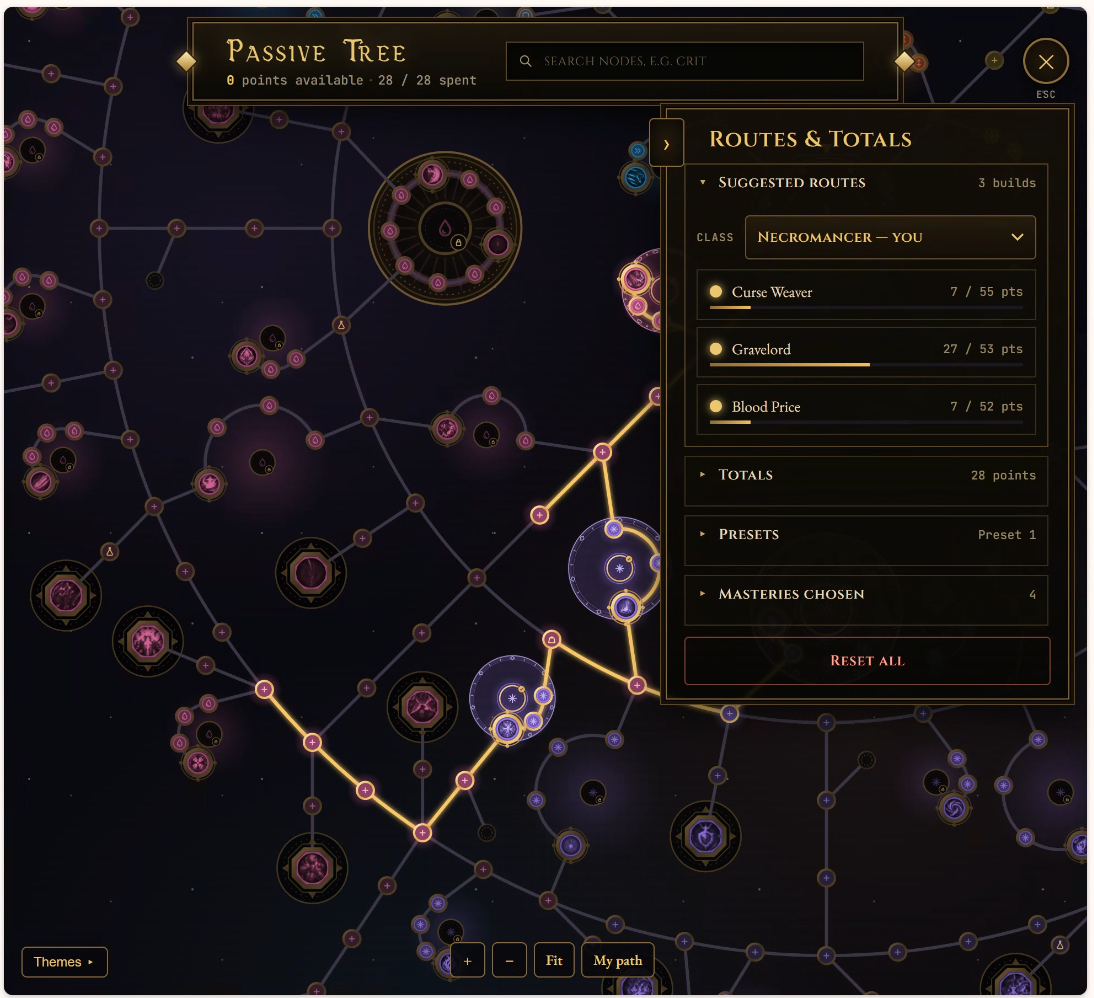 Passive Tree
0 points available · 28 / 28 spent
SEARCH NODES, E.G. CRIT
ESC
❯
Routes & Totals
▾ Suggested routes 3 builds
CLASS Necromancer — you
Curse Weaver 7 / 55 pts
Gravelord 27 / 53 pts
Blood Price 7 / 52 pts
▸ Totals 28 points
▸ Presets Preset 1
▸ Masteries chosen 4
Reset all
Themes ▸
+ − Fit My path